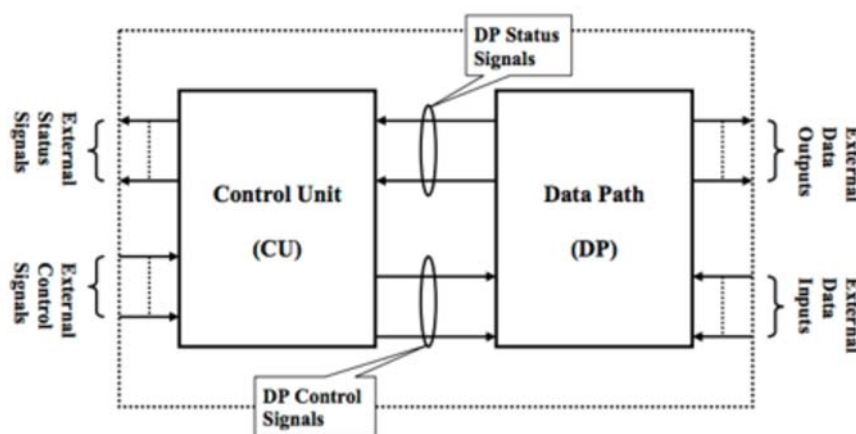 DP Status
Signals
External
Status
Signals
External
Control
Signals
Control Unit
(CU)
Data Path
(DP)
External
Data
Outputs
External
Data
Inputs
DP Control
Signals